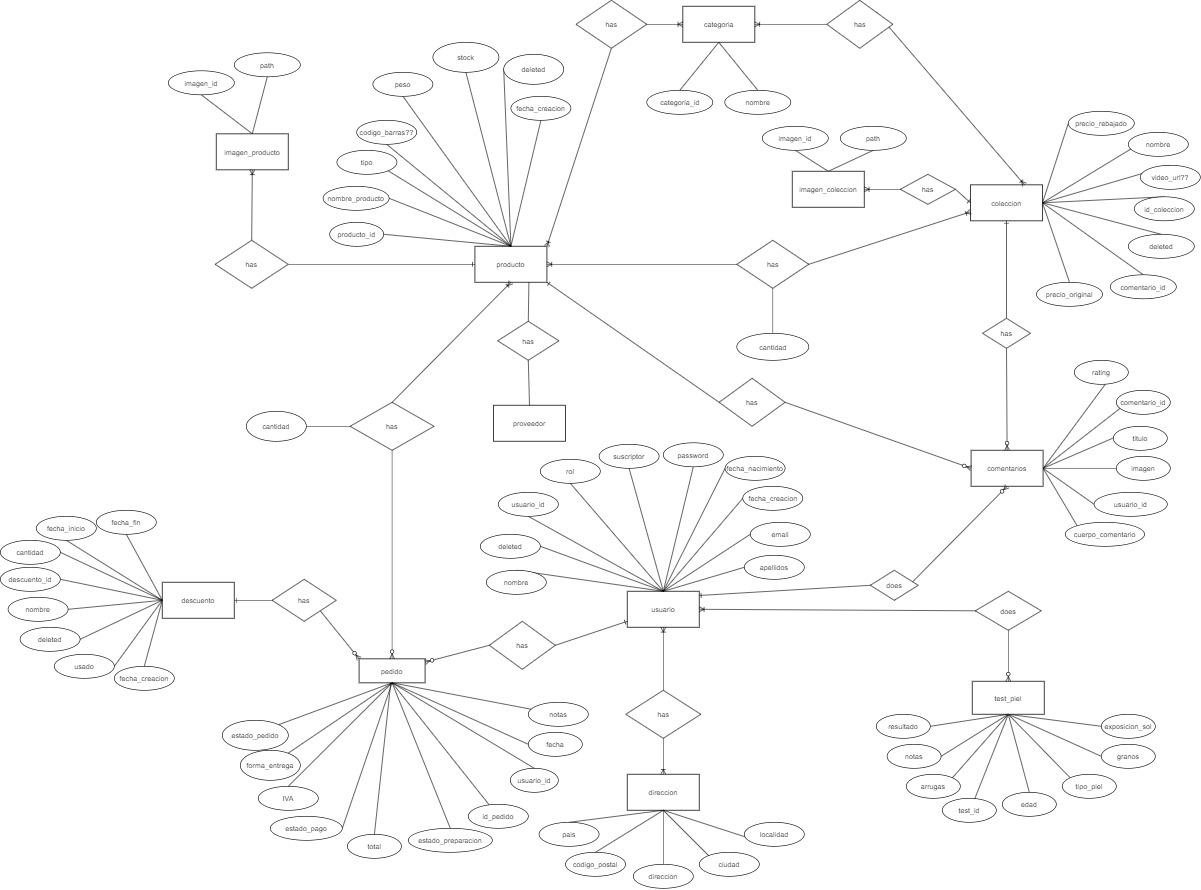 has
categoria
has
categoria_id
nombre
imagen_id
path
imagen_producto
has
peso
stock
deleted
fecha_creacion
codigo_barras??
tipo
nombre_producto
producto_id
producto
imagen_id
path
imagen_coleccion
has
coleccion
precio_rebajado
nombre
video_url??
id_coleccion
deleted
comentario_id
precio_original
has
cantidad
has
has
proveedor
has
cantidad
has
rating
comentario_id
titulo
imagen
usuario_id
cuerpo_comentario
comentarios
rol
suscriptor
password
fecha_nacimiento
fecha_creacion
email
apellidos
usuario_id
deleted
nombre
usuario
does
does
fecha_inicio
fecha_fin
cantidad
descuento_id
nombre
deleted
usado
fecha_creacion
descuento
has
has
pedido
estado_pedido
forma_entrega
IVA
estado_pago
total
estado_preparacion
id_pedido
usuario_id
fecha
notas
has
direccion
pais
codigo_postal
direccion
ciudad
localidad
test_piel
resultado
notas
arrugas
test_id
edad
tipo_piel
granos
exposicion_sol